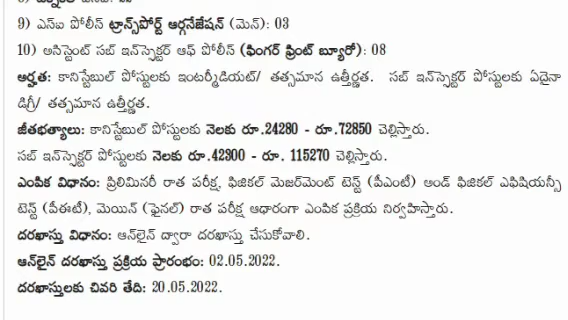 9) ఎస్ఐ పోలీస్ ట్రాన్స్‌పోర్ట్ ఆర్గనేజేషన్ (మెన్): 03
10) అసిస్టెంట్ సబ్ ఇన్‌స్పెక్టర్ ఆఫ్ పోలీస్ (ఫింగర్ ఫ్రింట్ బ్యూరో): 08
అర్హత: కానిస్టేబుల్ పోస్టులకు ఇంటర్మీడియట్/ తత్సమాన ఉత్తీర్ణత. సబ్ ఇన్‌స్పెక్టర్ పోస్టులకు ఏదైనా
డిగ్రీ/ తత్సమాన ఉత్తీర్ణత.
జీతభత్యాలు: కానిస్టేబుల్ పోస్టులకు నెలకు రూ.24280 - రూ.72850 చెల్లిస్తారు.
సబ్ ఇన్‌స్పెక్టర్ పోస్టులకు నెలకు రూ.42300 - రూ. 115270 చెల్లిస్తారు.
ఎంపిక విధానం: ప్రిలిమినరీ రాత పరీక్ష, ఫిజికల్ మెజర్‌మెంట్ టెస్ట్ (పీఎంటీ) అండ్ ఫిజికల్ ఎఫిషియన్సీ
టెస్ట్ (పీఈటీ), మెయిన్ (ఫైనల్) రాత పరీక్ష ఆధారంగా ఎంపిక ప్రక్రియ నిర్వహిస్తారు.
దరఖాస్తు విధానం: ఆన్‌లైన్ ద్వారా దరఖాస్తు చేసుకోవాలి.
ఆన్‌లైన్ దరఖాస్తు ప్రక్రియ ప్రారంభం: 02.05.2022.
దరఖాస్తులకు చివరి తేది: 20.05.2022.